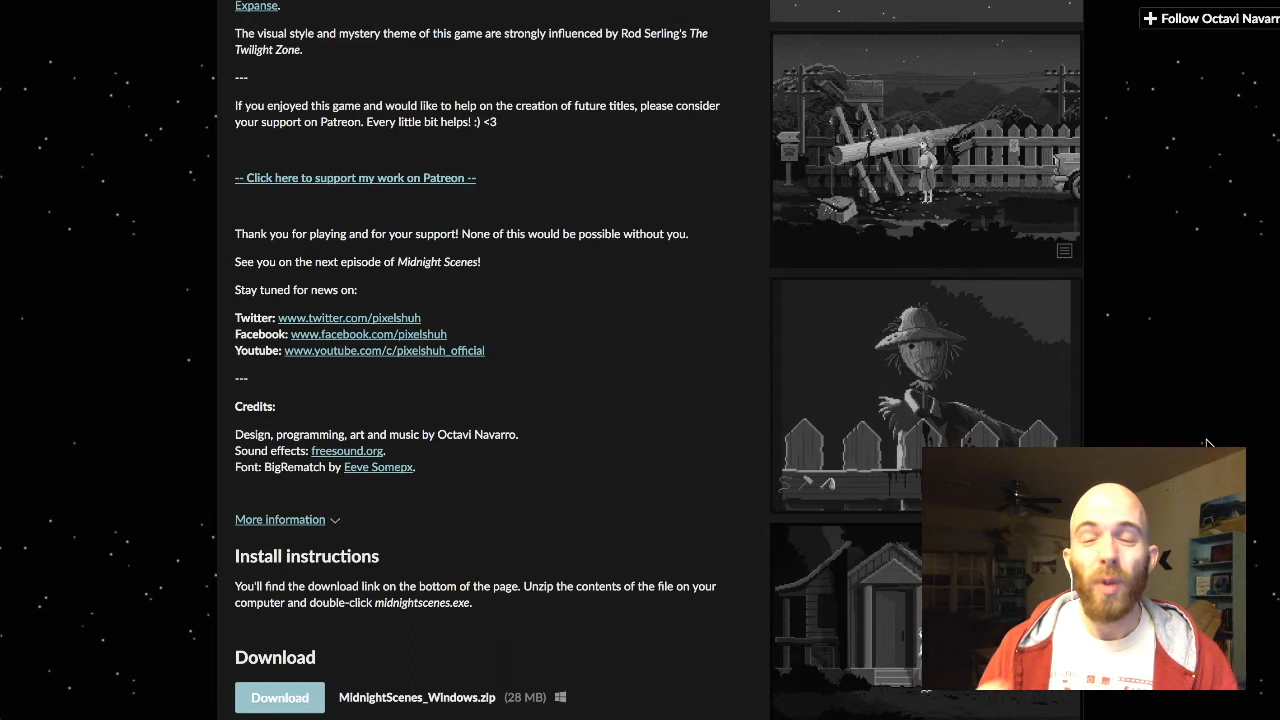 Expanse.
Follow Octavi Navarr
The visual style and mystery theme of this game are strongly influenced by Rod Serling's The
Twilight Zone.
---
If you enjoyed this game and would like to help on the creation of future titles, please consider
your support on Patreon. Every little bit helps! :) <3
-- Click here to support my work on Patreon --
Thank you for playing and for your support! None of this would be possible without you.
See you on the next episode of Midnight Scenes!
Stay tuned for news on:
Twitter: www.twitter.com/pixelshuh
Facebook: www.facebook.com/pixelshuh
Youtube: www.youtube.com/c/pixelshuh_official
---
Credits:
Design, programming, art and music by Octavi Navarro.
Sound effects: freesound.org.
Font: BigRematch by Eeve Somepx.
More information
Install instructions
You'll find the download link on the bottom of the page. Unzip the contents of the file on your
computer and double-click midnightscenes.exe.
Download
Download MidnightScenes_Windows.zip (28 MB)